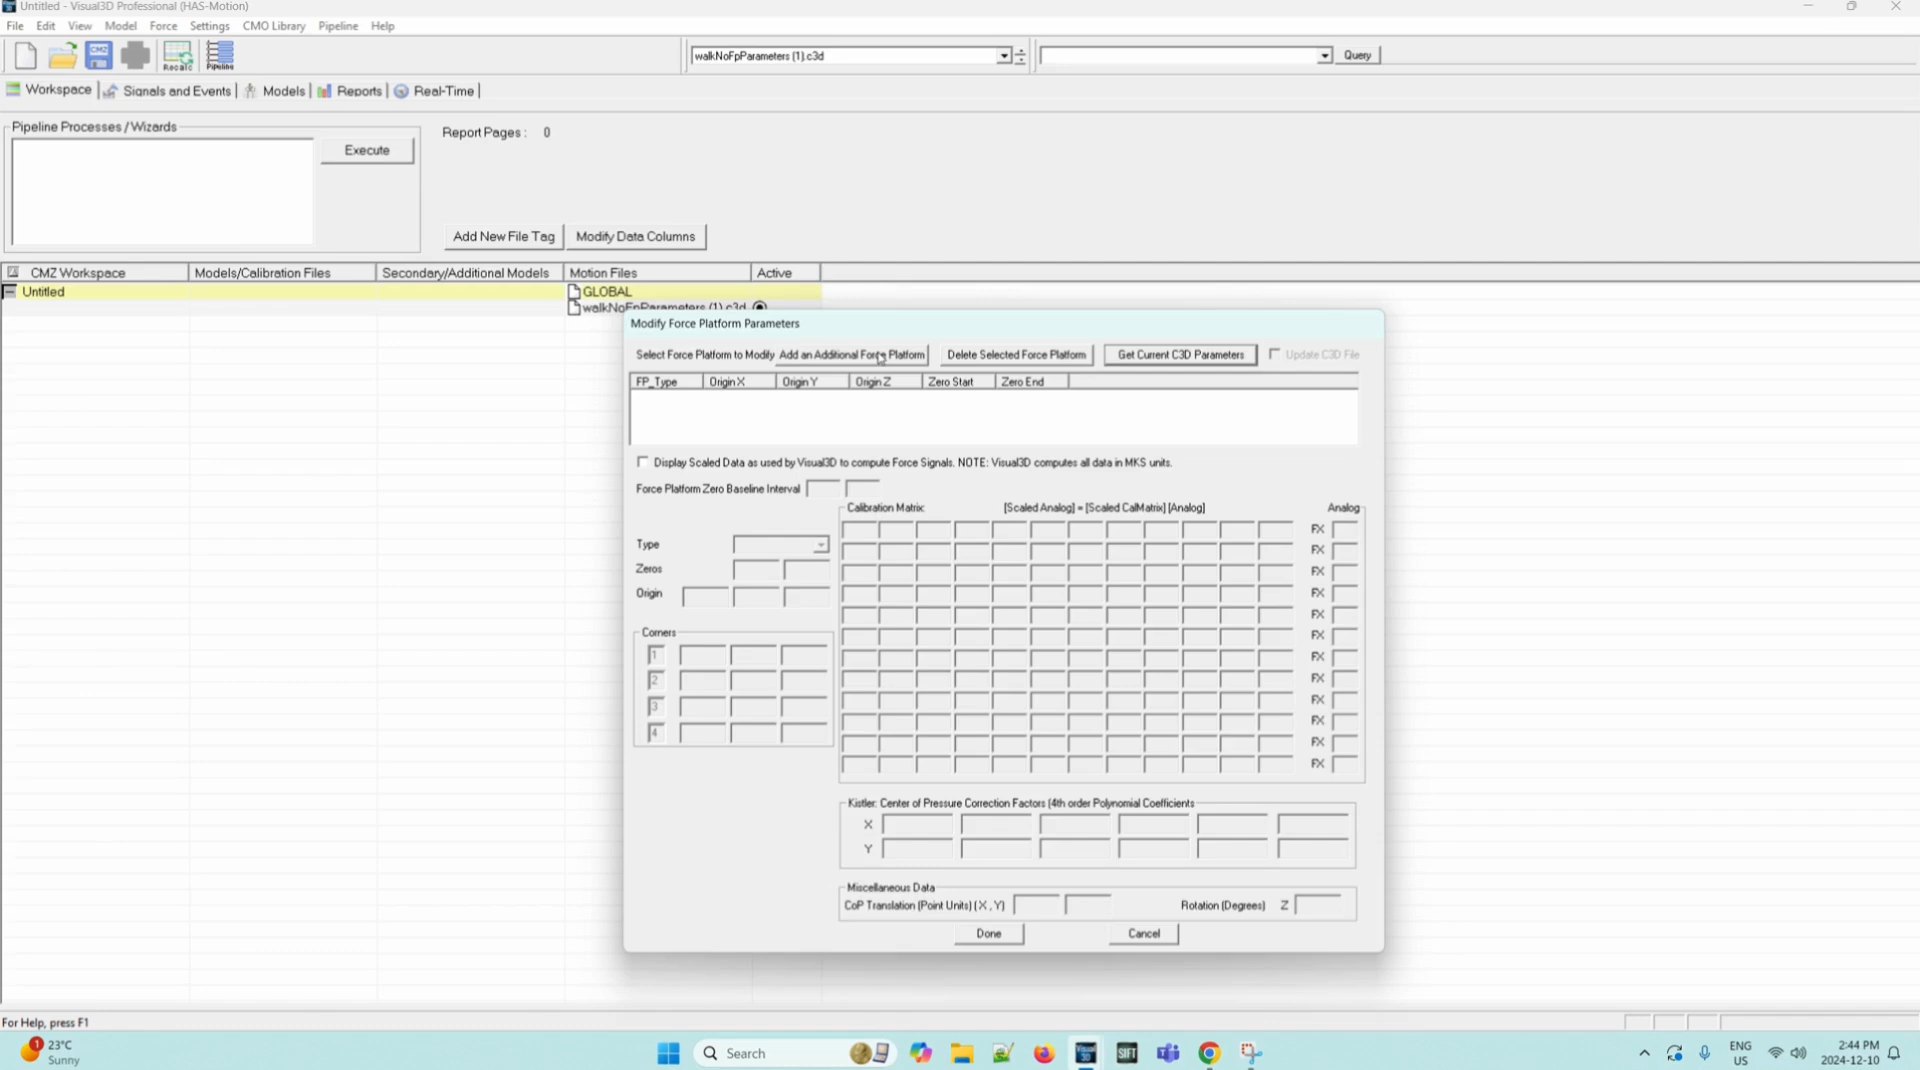 Untitled - Visual3D Professional (HAS-Motion)
File Edit View Model Force Settings CMO Library Pipeline Help
Recalc Pipeline walkNoFpParameters (1).c3d Query
Workspace Signals and Events Models Reports Real-Time
Pipeline Processes / Wizards
Execute
Report Pages : 0
Add New File Tag Modify Data Columns
CMZ Workspace Models/Calibration Files Secondary/Additional Models Motion Files Active
Untitled GLOBAL
walkNoFpParameters (1).c3d
Modify Force Platform Parameters
Select Force Platform to Modify Add an Additional Force Platform Delete Selected Force Platform Get Current C3D Parameters Update C3D File
FP_Type Origin X Origin Y Origin Z Zero Start Zero End
Display Scaled Data as used by Visual3D to compute Force Signals. NOTE: Visual3D computes all data in MKS units.
Force Platform Zero Baseline Interval
Calibration Matrix [Scaled Analog] = [Scaled CalMatrix] [Analog] Analog
FX
Type FX
Zeros FX
Origin FX
FX
Corners FX
1 FX
2 FX
3 FX
4 FX
FX
FX
Kistler: Center of Pressure Correction Factors (4th order Polynomial Coefficients
X
Y
Miscellaneous Data
CoP Translation (Point Units) (X , Y) Rotation (Degrees) Z
Done Cancel
For Help, press F1
1 23°C
Sunny
Search
Visual 3D
SIFT
ENG
US
2:44 PM
2024-12-10